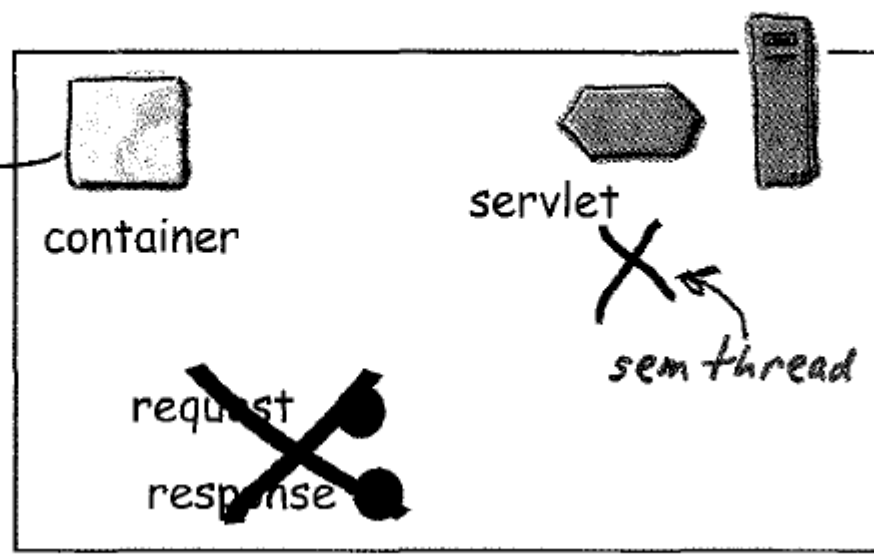 servlet
container
sem thread
request
response